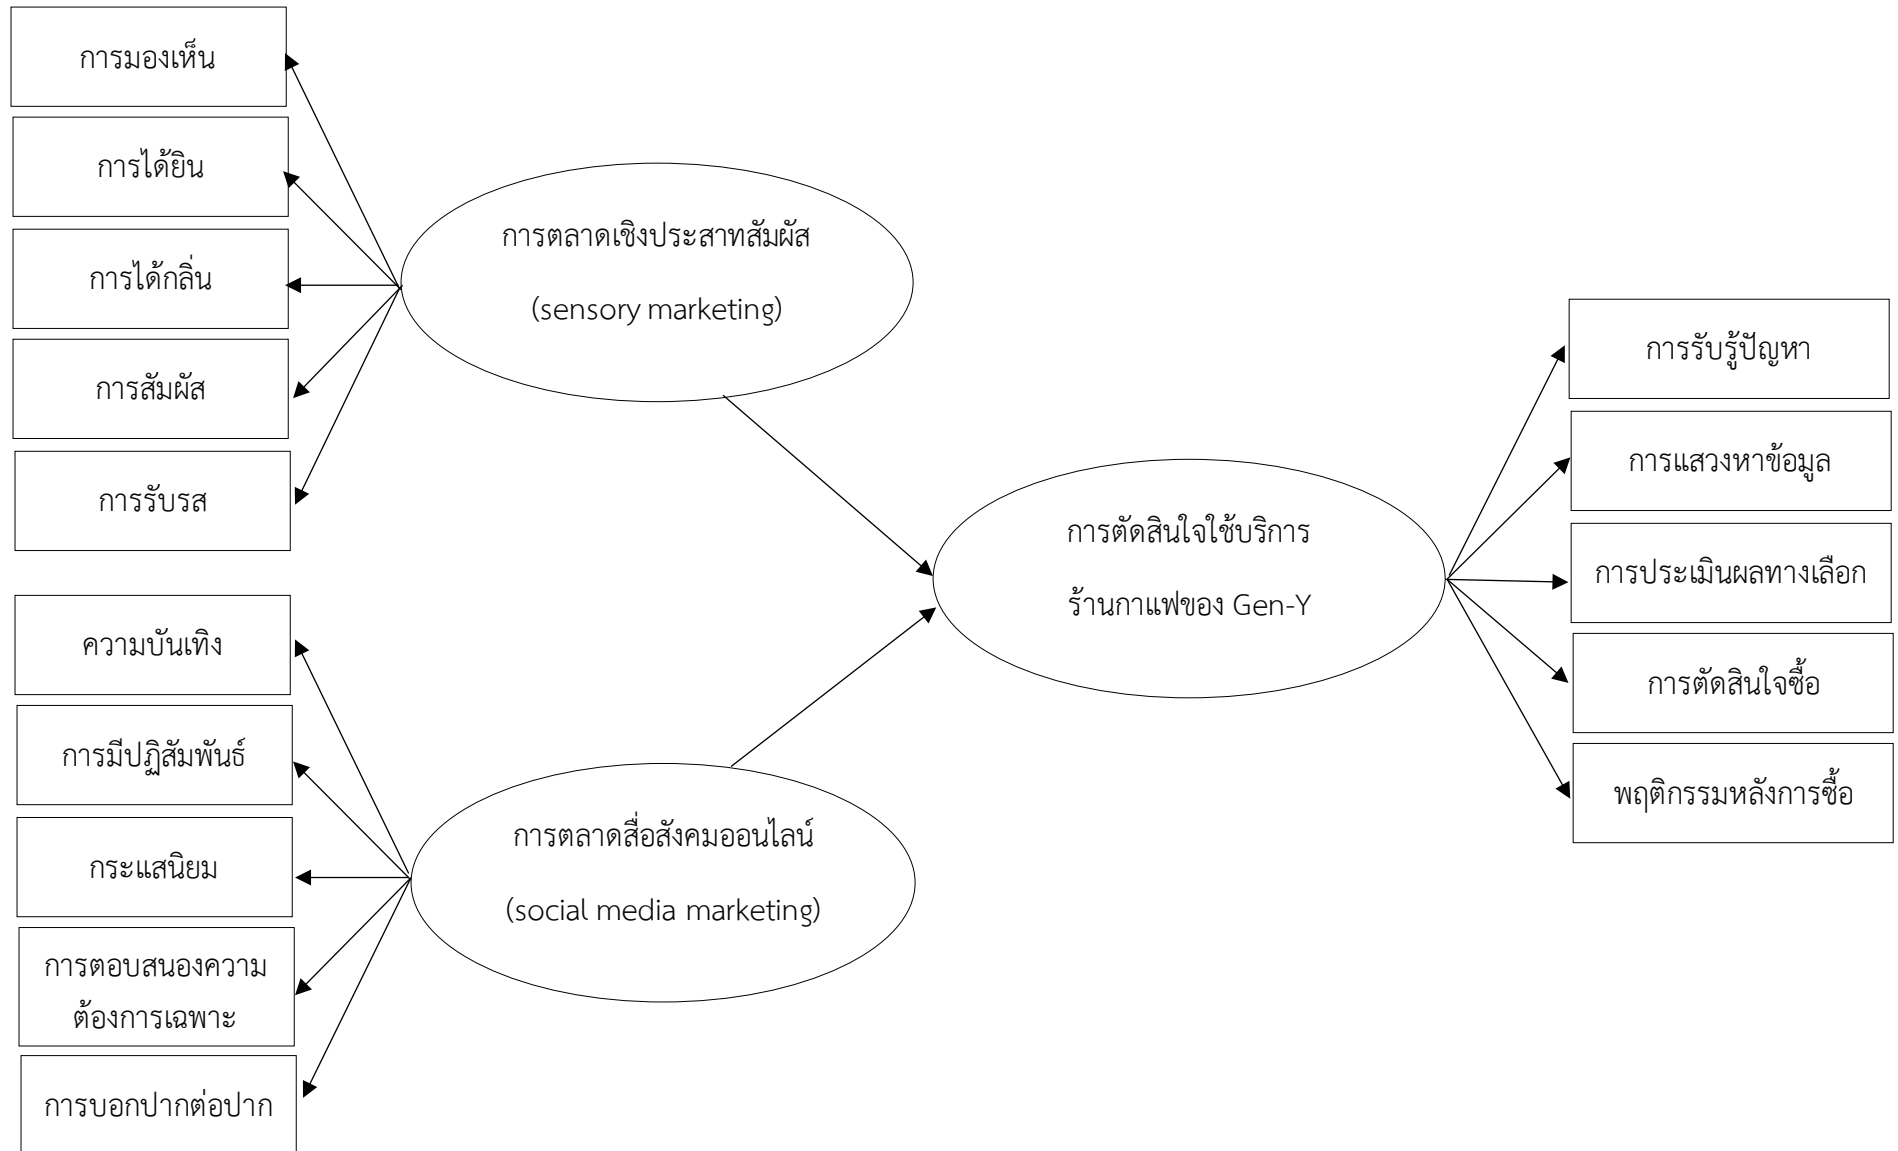 การมองเห็น
การได้ยิน
การได้กลิ่น
การสัมผัส
การรับรส
การตลาดเชิงประสาทสัมผัส
(sensory marketing)
ความบันเทิง
การมีปฏิสัมพันธ์
กระแสนิยม
การตอบสนองความ
ต้องการเฉพาะ
การบอกปากต่อปาก
การตลาดสื่อสังคมออนไลน์
(social media marketing)
การตัดสินใจใช้บริการ
ร้านกาแฟของ Gen-Y
การรับรู้ปัญหา
การแสวงหาข้อมูล
การประเมินผลทางเลือก
การตัดสินใจซื้อ
พฤติกรรมหลังการซื้อ